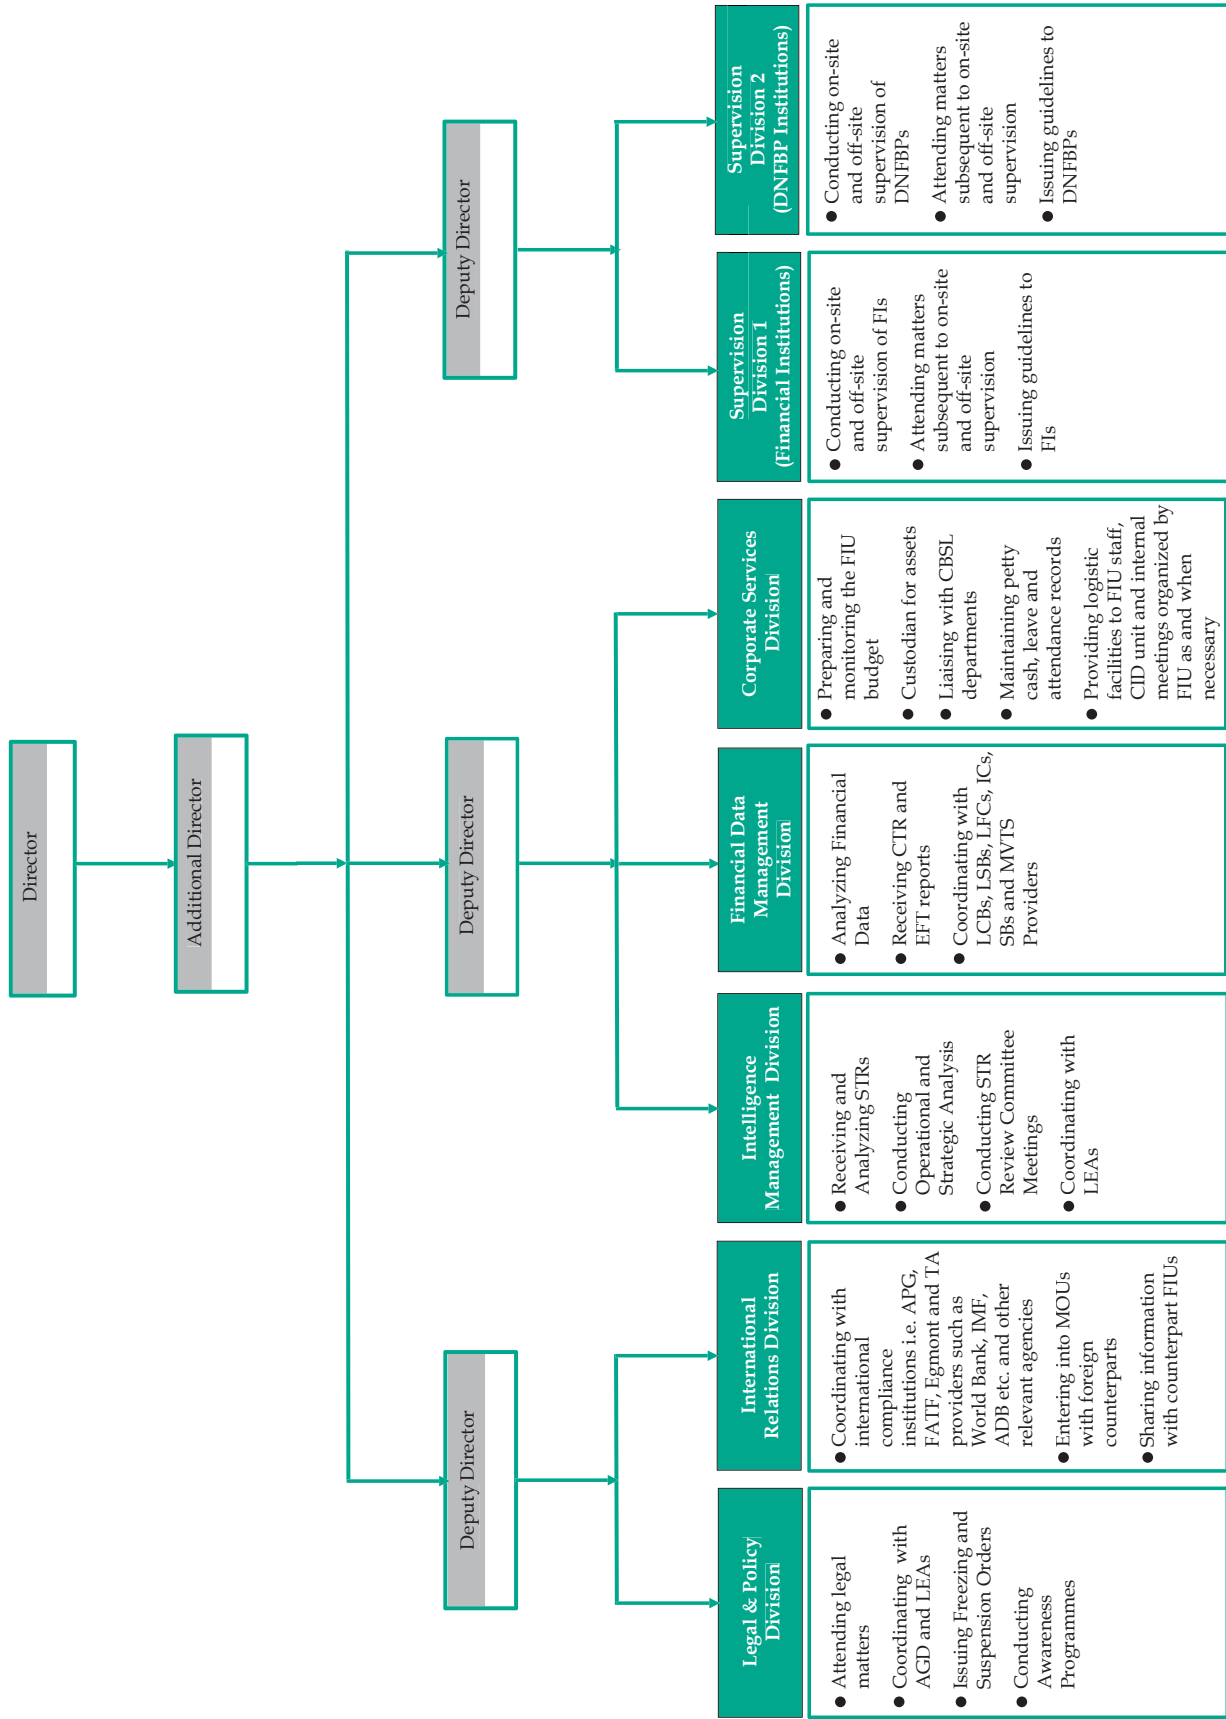 Director
Additional Director
Deputy Director
Deputy Director
Deputy Director
Legal & Policy
Division
● Attending legal
matters
● Coordinating with
AGD and LEAs
● Issuing Freezing and
Suspension Orders
● Conducting
Awareness
Programmes
International
Relations Division
● Coordinating with
international
compliance
institutions i.e. APG,
FATF, Egmont and TA
providers such as
World Bank, IMF,
ADB etc. and other
relevant agencies
● Entering into MOUs
with foreign
counterparts
● Sharing information
with counterpart FIUs
Intelligence
Management Division
● Receiving and
Analyzing STRs
● Conducting
Operational and
Strategic Analysis
● Conducting STR
Review Committee
Meetings
● Coordinating with
LEAs
Financial Data
Management
Division
● Analyzing Financial
Data
● Receiving CTR and
EFT reports
● Coordinating with
LCBs, LSBs, LFCs, ICs,
SBs and MVTS
Providers
Corporate Services
Division
● Preparing and
monitoring the FIU
budget
● Custodian for assets
● Liaising with CBSL
departments
● Maintaining petty
cash, leave and
attendance records
● Providing logistic
facilities to FIU staff,
CID unit and internal
meetings organized by
FIU as and when
necessary
Supervision
Division 1
(Financial Institutions)
● Conducting on-site
and off-site
supervision of FIs
● Attending matters
subsequent to on-site
and off-site
supervision
● Issuing guidelines to
FIs
Supervision
Division 2
(DNFBP Institutions)
● Conducting on-site
and off-site
supervision of
DNFBPs
● Attending matters
subsequent to on-site
and off-site
supervision
● Issuing guidelines to
DNFBPs